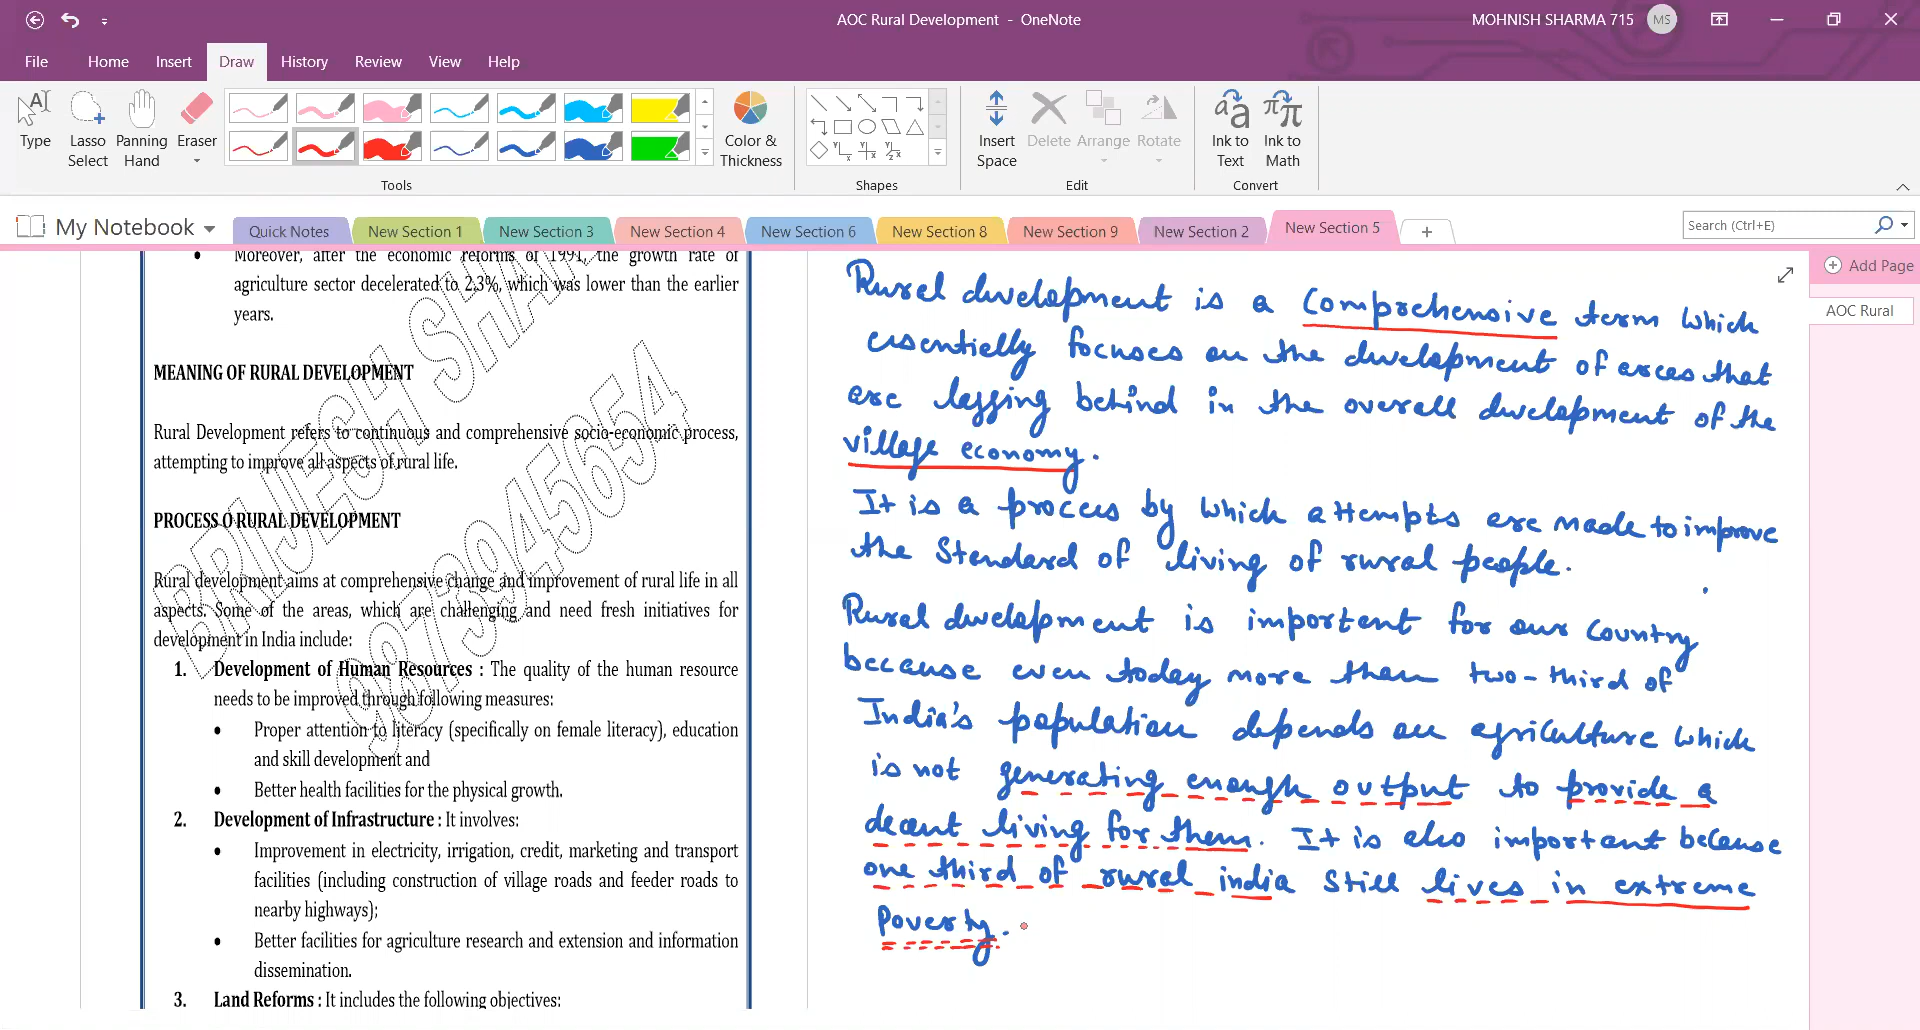 AOC Rural Development - OneNote
MOHNISH SHARMA 715
MS
File Home Insert Draw History Review View Help
Type
Lasso Select
Panning Hand
Eraser
Color & Thickness
Insert Space
Delete
Arrange
Rotate
Ink to Text
Ink to Math
Tools
Shapes
Edit
Convert
My Notebook
Quick Notes
New Section 1
New Section 3
New Section 4
New Section 6
New Section 8
New Section 9
New Section 2
New Section 5
Search (Ctrl+E)
Add Page
AOC Rural
• Moreover, after the economic reforms of 1991, the growth rate of
agriculture sector decelerated to 2.3%, which was lower than the earlier
years.
MEANING OF RURAL DEVELOPMENT
Rural Development refers to continuous and comprehensive socio-economic process,
attempting to improve all aspects of rural life.
PROCESS O RURAL DEVELOPMENT
Rural development aims at comprehensive change and improvement of rural life in all
aspects. Some of the areas, which are challenging and need fresh initiatives for
development in India include:
1. Development of Human Resources : The quality of the human resource
needs to be improved through following measures:
• Proper attention to literacy (specifically on female literacy), education
and skill development and
• Better health facilities for the physical growth.
2. Development of Infrastructure : It involves:
• Improvement in electricity, irrigation, credit, marketing and transport
facilities (including construction of village roads and feeder roads to
nearby highways);
• Better facilities for agriculture research and extension and information
dissemination.
3. Land Reforms : It includes the following objectives:
BRIJESH SHAR
9873945654
Rural development is a comprehensive term which
essentially focuses on the development of areas that
are lagging behind in the overall development of the
village economy.
It is a process by which attempts are made to improve
the standard of living of rural people.
Rural development is important for our country
because even today more than two-third of
India's population depends on agriculture which
is not generating enough output to provide a
decent living for them. It is also important because
one third of rural india still lives in extreme
poverty.